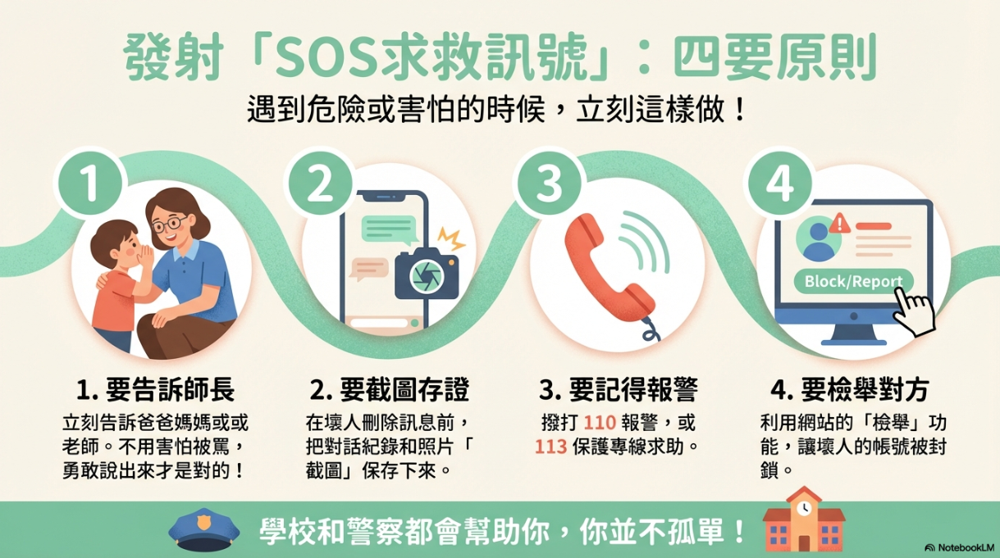 發射「SOS求救訊號」：四要原則
遇到危險或害怕的時候，立刻這樣做！
1
2
3
4
Block/Report
1. 要告訴師長
立刻告訴爸爸媽媽或或
老師。不用害怕被罵，
勇敢說出來才是對的！
2. 要截圖存證
在壞人刪除訊息前，
把對話紀錄和照片「
截圖」保存下來。
3. 要記得報警
撥打 110 報警，或
113 保護專線求助。
4. 要檢舉對方
利用網站的「檢舉」功
能，讓壞人的帳號被封
鎖。
學校和警察都會幫助你，你並不孤單！
NotebookLM